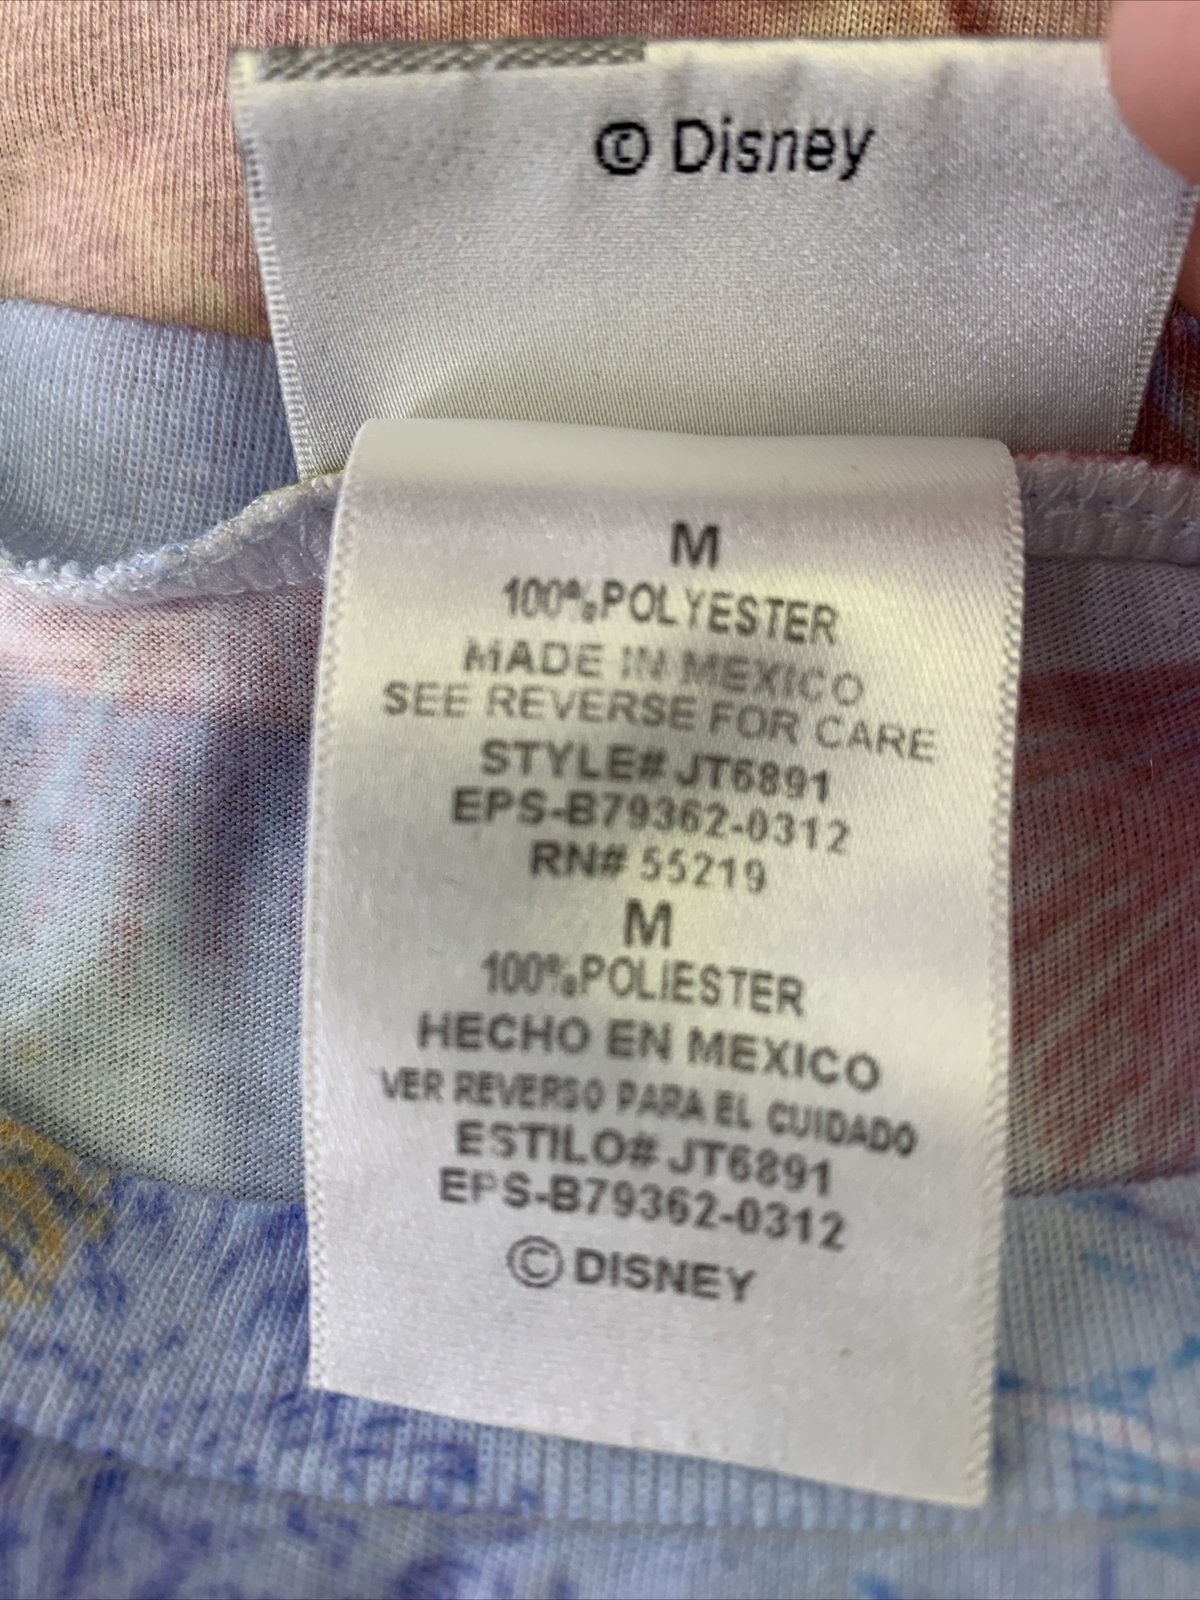 © Disney
M
100%POLYESTER
MADE IN MEXICO
SEE REVERSE FOR CARE
STYLE# JT6891
EPS-B79362-0312
RN# 55219
M
100%POLIESTER
HECHO EN MEXICO
VER REVERSO PARA EL CUIDADO
ESTILO# JT6891
EPS-B79362-0312
© DISNEY